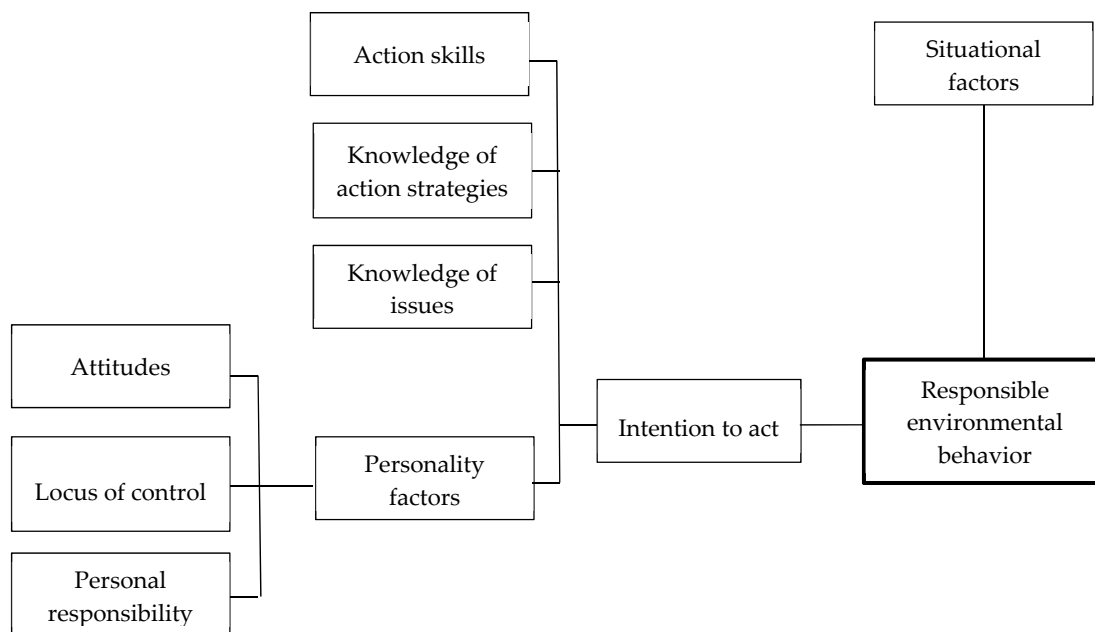 Action skills
Situational
factors
Knowledge of
action strategies
Knowledge of
issues
Attitudes
Responsible
environmental
behavior
Intention to act
Personality
factors
Locus of control
Personal
responsibility